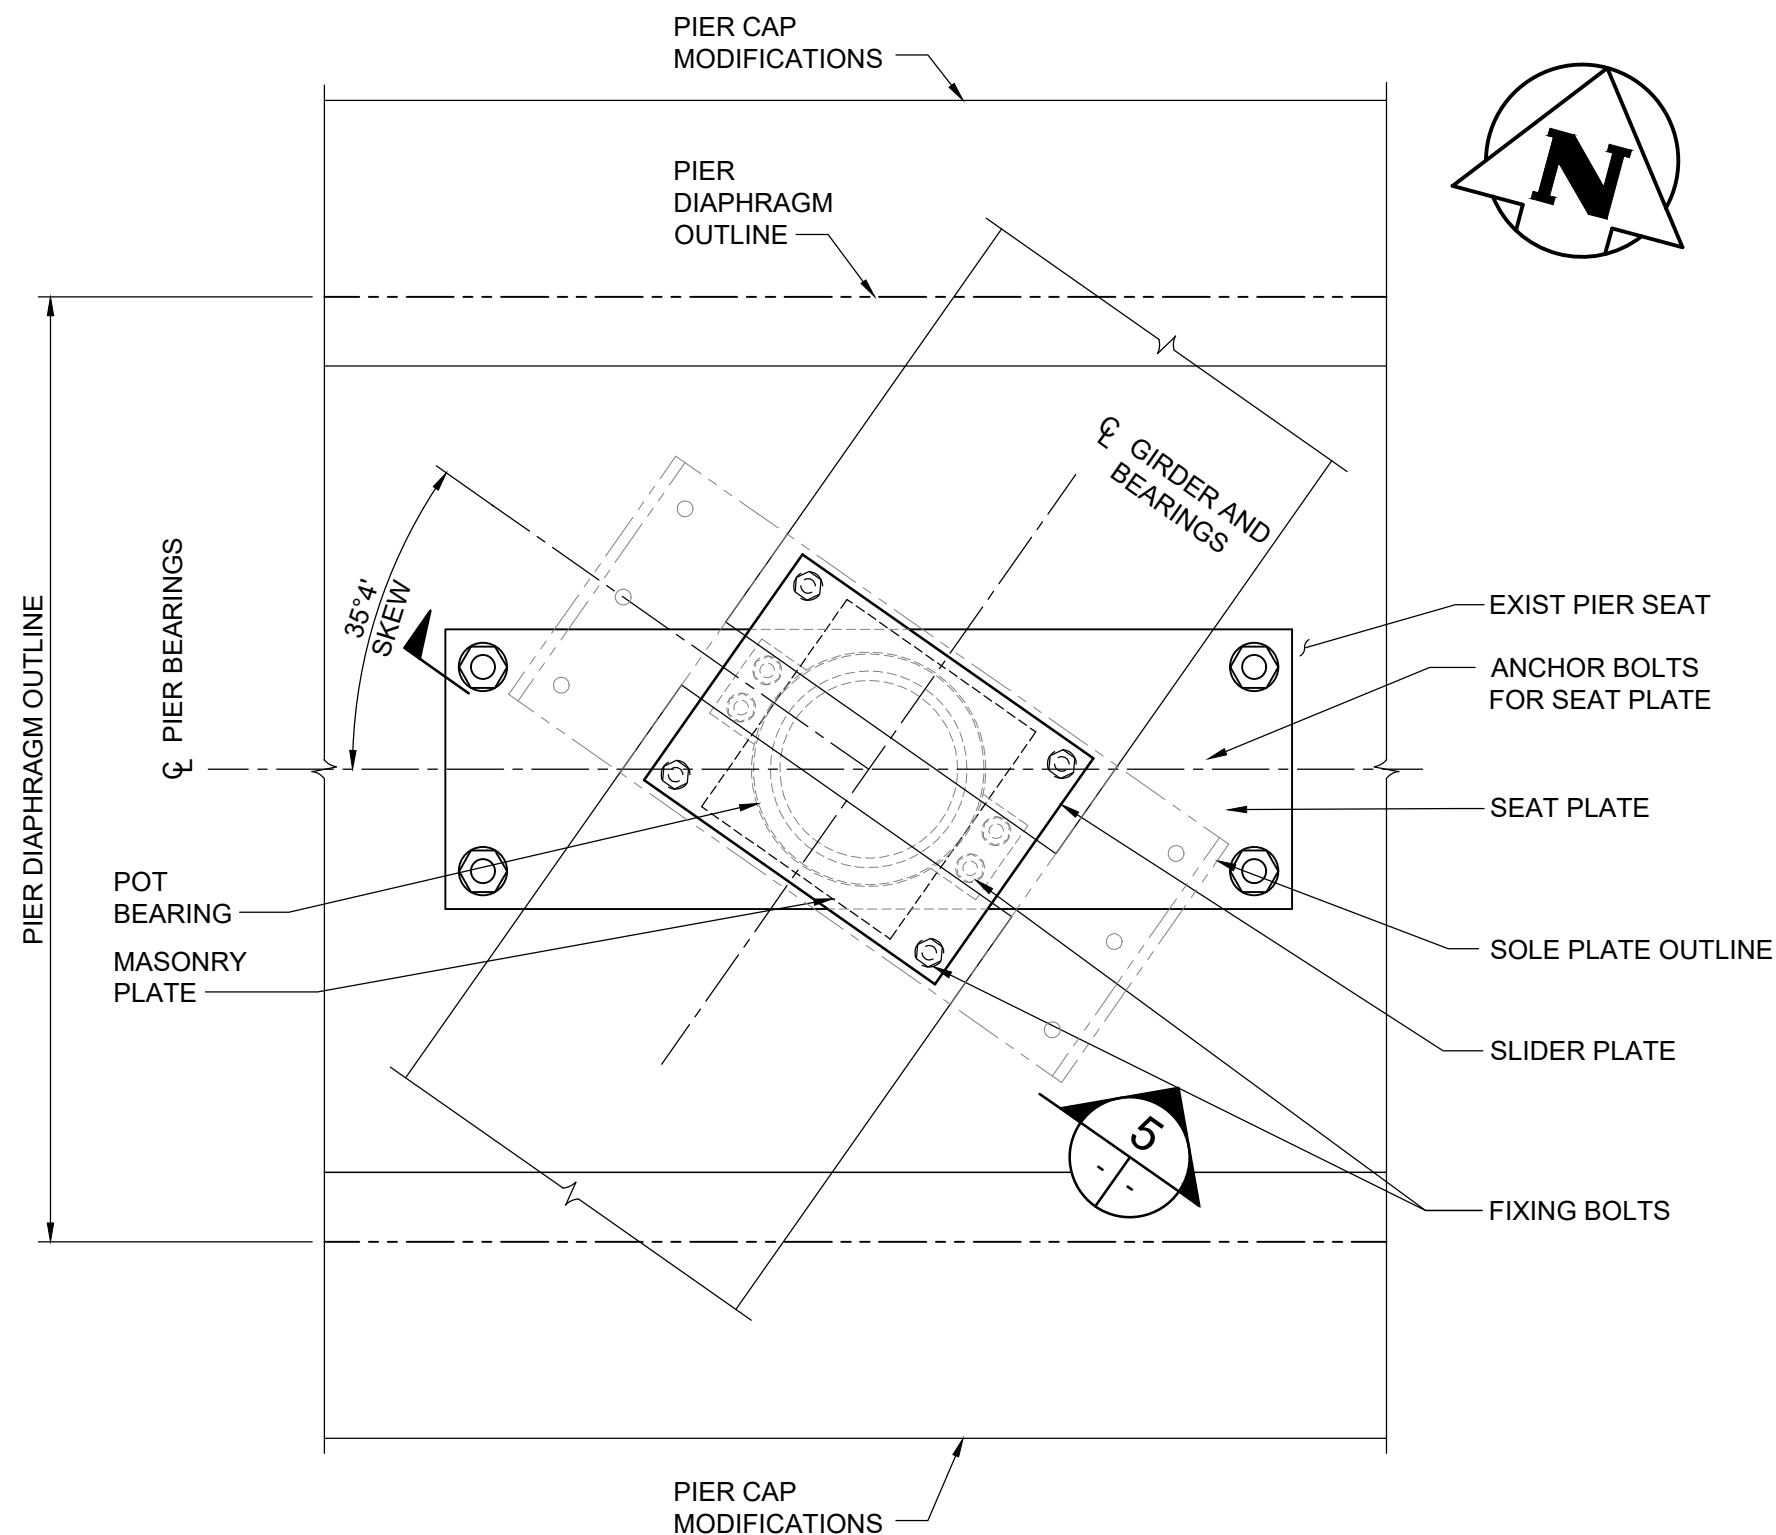 PIER CAP
MODIFICATIONS
N
PIER
DIAPHRAGM
OUTLINE
℄ GIRDER AND
BEARINGS
℄ PIER BEARINGS
35°4'
SKEW
PIER DIAPHRAGM OUTLINE
EXIST PIER SEAT
ANCHOR BOLTS
FOR SEAT PLATE
SEAT PLATE
POT
BEARING
MASONRY
PLATE
SOLE PLATE OUTLINE
SLIDER PLATE
5
-
-
FIXING BOLTS
PIER CAP
MODIFICATIONS